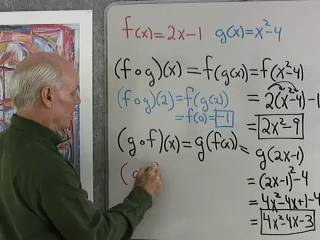 f(x)=2x-1   g(x)=x²-4
(f∘g)(x)=f(g(x))=f(x²-4)
=2(x²-4)-1
(f∘g)(2)=f(g(2))
=f(0)=-1
=2x²-9
(g∘f)(x)=g(f(x))=g(2x-1)
=(2x-1)²-4
=4x²-4x+1-4
=4x²-4x-3